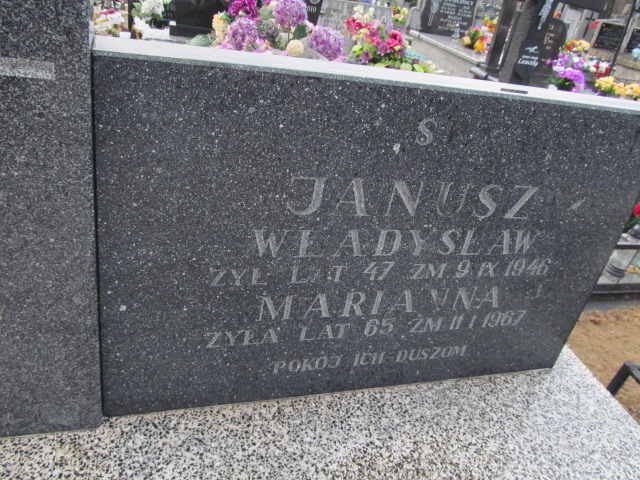 Ś
JANUSZ
WŁADYSŁAW
ŻYŁ LAT 47 ZM 9 IX 1946
MARIANNA
ŻYŁA LAT 65 ZM 11 I 1967
POKÓJ ICH DUSZOM